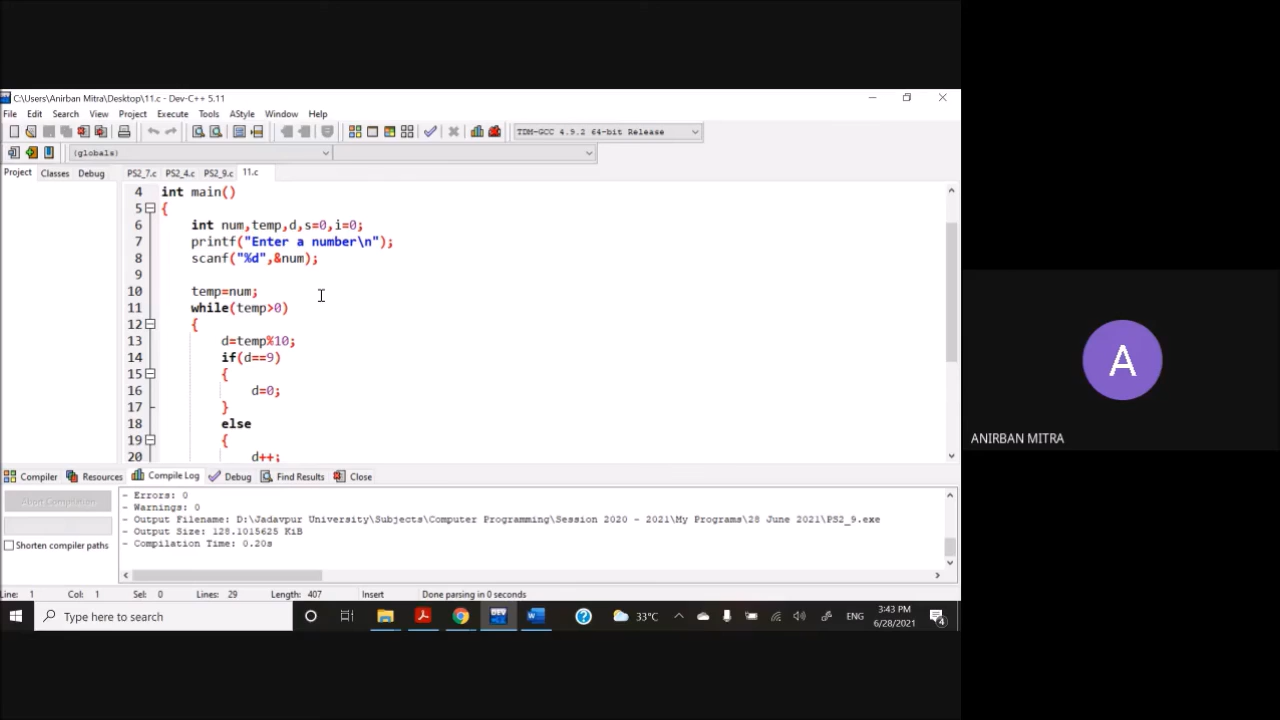 C:\Users\Anirban Mitra\Desktop\11.c - Dev-C++ 5.11
File Edit Search View Project Execute Tools AStyle Window Help
TDM-GCC 4.9.2 64-bit Release
(globals)
Project Classes Debug PS2_7.c PS2_4.c PS2_9.c 11.c
4 int main()
5 {
6 int num,temp,d,s=0,i=0;
7 printf("Enter a number\n");
8 scanf("%d",&num);
9
10 temp=num;
11 while(temp>0)
12 {
13 d=temp%10;
14 if(d==9)
15 {
16 d=0;
17 }
18 else
19 {
20 d++;
Compiler Resources Compile Log Debug Find Results Close
Abort Compilation
Shorten compiler paths
- Errors: 0
- Warnings: 0
- Output Filename: D:\Jadavpur University\Subjects\Computer Programming\Session 2020 - 2021\My Programs\28 June 2021\PS2_9.exe
- Output Size: 128.1015625 KiB
- Compilation Time: 0.20s
Line: 1 Col: 1 Sel: 0 Lines: 29 Length: 407 Insert Done parsing in 0 seconds
Type here to search
33°C
ENG
3:43 PM
6/28/2021
4
A
ANIRBAN MITRA